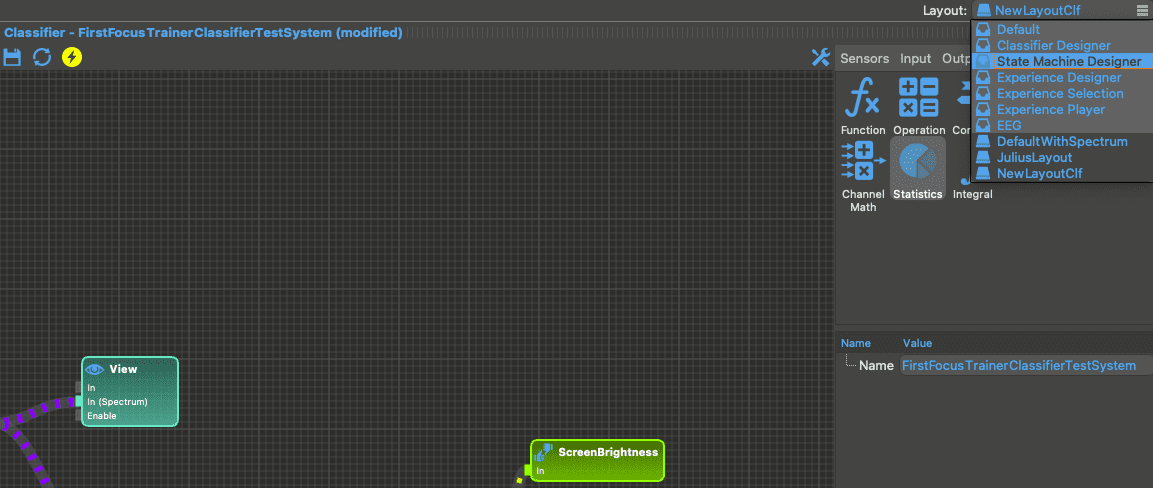 Layout: NewLayoutClf
Classifier - FirstFocusTrainerClassifierTestSystem (modified)
Default
Classifier Designer
State Machine Designer
Experience Designer
Experience Selection
Experience Player
EEG
DefaultWithSpectrum
JuliusLayout
NewLayoutClf
Sensors Input Outp
Function Operation Con
Channel Math
Statistics
Integral
Name Value
Name FirstFocusTrainerClassifierTestSystem
View
In
In (Spectrum)
Enable
ScreenBrightness
In